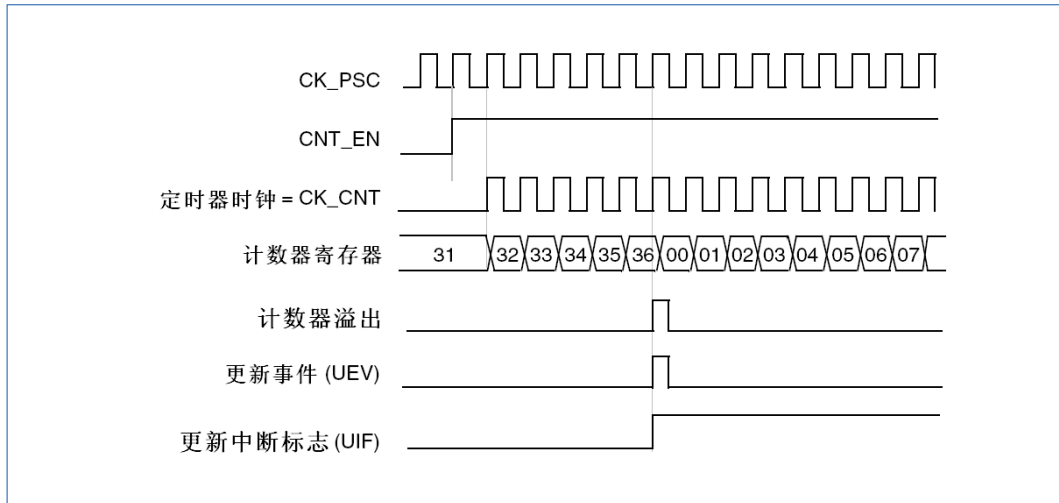 CK_PSC
CNT_EN
定时器时钟 = CK_CNT
计数器寄存器 31 32 33 34 35 36 00 01 02 03 04 05 06 07
计数器溢出
更新事件 (UEV)
更新中断标志 (UIF)